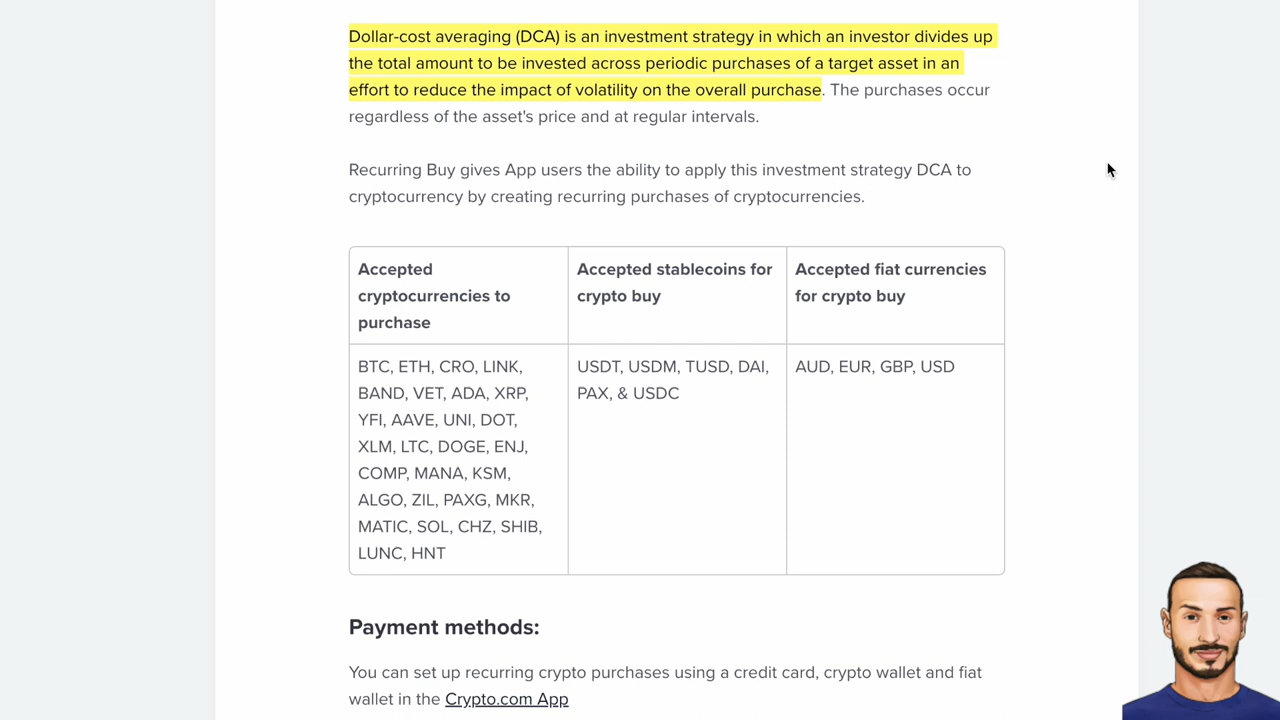 Dollar-cost averaging (DCA) is an investment strategy in which an investor divides up
the total amount to be invested across periodic purchases of a target asset in an
effort to reduce the impact of volatility on the overall purchase. The purchases occur
regardless of the asset's price and at regular intervals.
Recurring Buy gives App users the ability to apply this investment strategy DCA to
cryptocurrency by creating recurring purchases of cryptocurrencies.
Accepted
cryptocurrencies to
purchase
Accepted stablecoins for
crypto buy
Accepted fiat currencies
for crypto buy
BTC, ETH, CRO, LINK,
BAND, VET, ADA, XRP,
YFI, AAVE, UNI, DOT,
XLM, LTC, DOGE, ENJ,
COMP, MANA, KSM,
ALGO, ZIL, PAXG, MKR,
MATIC, SOL, CHZ, SHIB,
LUNC, HNT
USDT, USDM, TUSD, DAI,
PAX, & USDC
AUD, EUR, GBP, USD
Payment methods:
You can set up recurring crypto purchases using a credit card, crypto wallet and fiat
wallet in the Crypto.com App